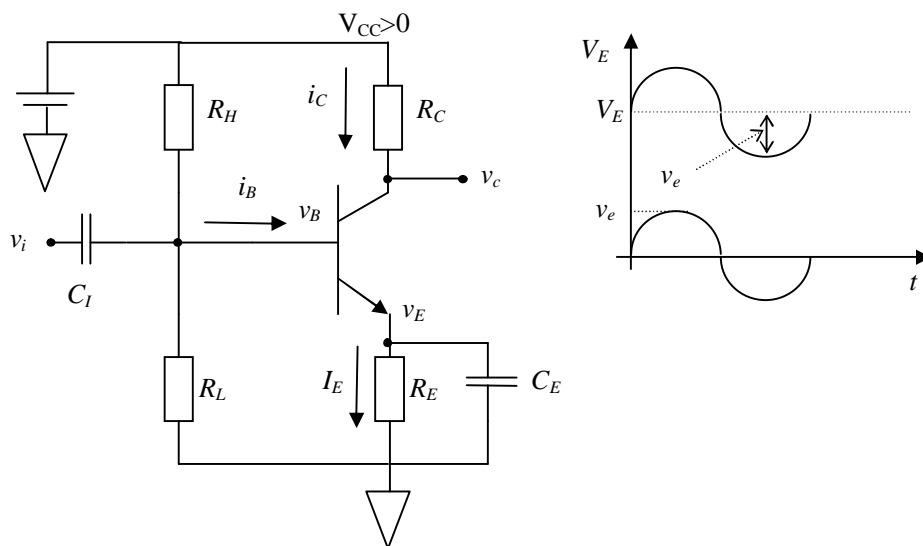 V_CC>0
i_C
R_H
R_C
i_B
v_B
v_c
v_i
C_I
v_E
R_L
I_E
R_E
C_E
V_E
V_E
v_e
v_e
t